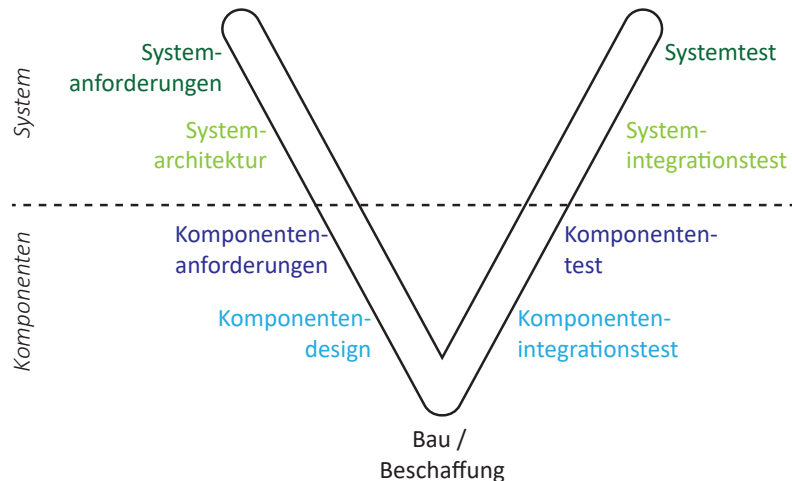 System-
anforderungen
Systemtest
System
System-
architektur
System-
integrationstest
Komponenten-
anforderungen
Komponenten-
test
Komponenten
Komponenten-
design
Komponenten-
integrationstest
Bau /
Beschaffung